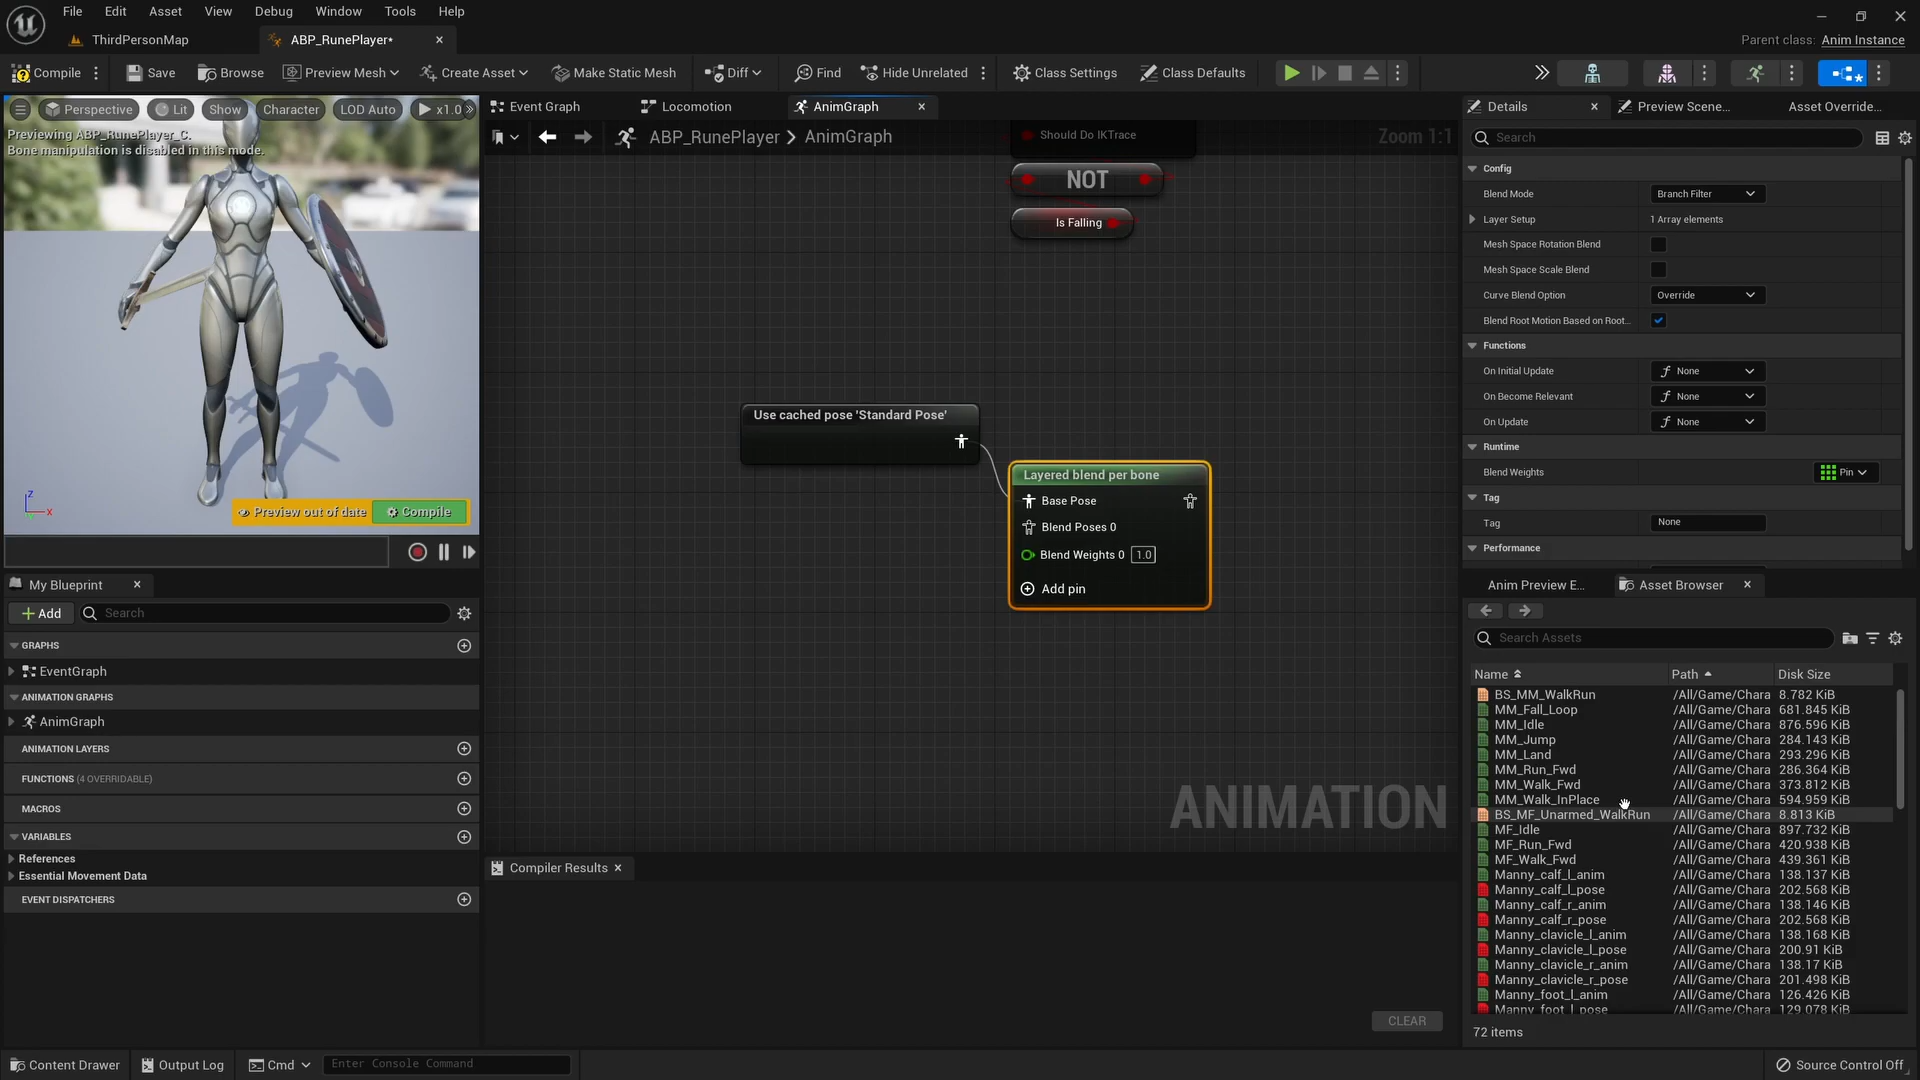 File Edit Asset View Debug Window Tools Help
ThirdPersonMap
ABP_RunePlayer*
Parent class: Anim Instance
Compile
Save
Browse
Preview Mesh
Create Asset
Make Static Mesh
Diff
Find
Hide Unrelated
Class Settings
Class Defaults
Perspective
Lit
Show
Character
LOD Auto
x1.0
Previewing ABP_RunePlayer_C.
Bone manipulation is disabled in this mode.
Z
X
Preview out of date
Compile
Event Graph
Locomotion
AnimGraph
ABP_RunePlayer > AnimGraph
Zoom 1:1
Should Do IKTrace
NOT
Is Falling
Use cached pose 'Standard Pose'
Layered blend per bone
Base Pose
Blend Poses 0
Blend Weights 0 1.0
Add pin
ANIMATION
Compiler Results
CLEAR
My Blueprint
Add
Search
GRAPHS
EventGraph
ANIMATION GRAPHS
AnimGraph
ANIMATION LAYERS
FUNCTIONS (4 OVERRIDABLE)
MACROS
VARIABLES
References
Essential Movement Data
EVENT DISPATCHERS
Details
Preview Scene...
Asset Override...
Search
Config
Blend Mode Branch Filter
Layer Setup 1 Array elements
Mesh Space Rotation Blend
Mesh Space Scale Blend
Curve Blend Option Override
Blend Root Motion Based on Root...
Functions
On Initial Update None
On Become Relevant None
On Update None
Runtime
Blend Weights Pin
Tag
Tag None
Performance
Anim Preview E...
Asset Browser
Search Assets
Name Path Disk Size
BS_MM_WalkRun /All/Game/Chara 8.782 KiB
MM_Fall_Loop /All/Game/Chara 681.845 KiB
MM_Idle /All/Game/Chara 876.596 KiB
MM_Jump /All/Game/Chara 284.143 KiB
MM_Land /All/Game/Chara 293.296 KiB
MM_Run_Fwd /All/Game/Chara 286.364 KiB
MM_Walk_Fwd /All/Game/Chara 373.812 KiB
MM_Walk_InPlace /All/Game/Chara 594.959 KiB
BS_MF_Unarmed_WalkRun /All/Game/Chara 8.813 KiB
MF_Idle /All/Game/Chara 897.732 KiB
MF_Run_Fwd /All/Game/Chara 420.938 KiB
MF_Walk_Fwd /All/Game/Chara 439.361 KiB
Manny_calf_l_anim /All/Game/Chara 138.137 KiB
Manny_calf_l_pose /All/Game/Chara 202.568 KiB
Manny_calf_r_anim /All/Game/Chara 138.146 KiB
Manny_calf_r_pose /All/Game/Chara 202.568 KiB
Manny_clavicle_l_anim /All/Game/Chara 138.168 KiB
Manny_clavicle_l_pose /All/Game/Chara 200.91 KiB
Manny_clavicle_r_anim /All/Game/Chara 138.17 KiB
Manny_clavicle_r_pose /All/Game/Chara 201.498 KiB
Manny_foot_l_anim /All/Game/Chara 126.426 KiB
Manny_foot_l_pose /All/Game/Chara 129.078 KiB
72 items
Content Drawer
Output Log
Cmd
Enter Console Command
Source Control Off